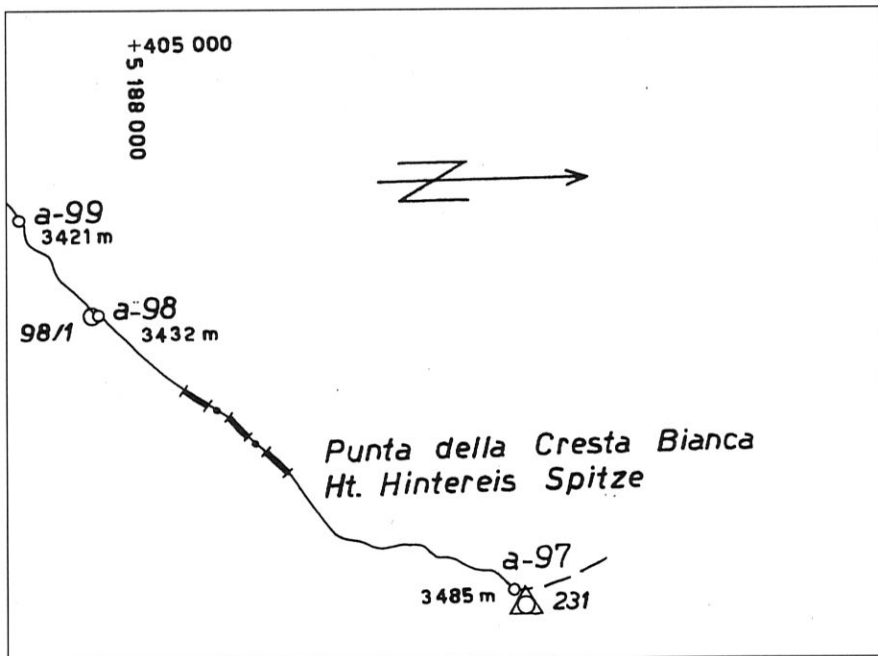 +405 000
5 188 000
Z
a-99
3421 m
a-98
98/1
3432 m
Punta della Cresta Bianca
Ht. Hintereis Spitze
a-97
3485 m
231